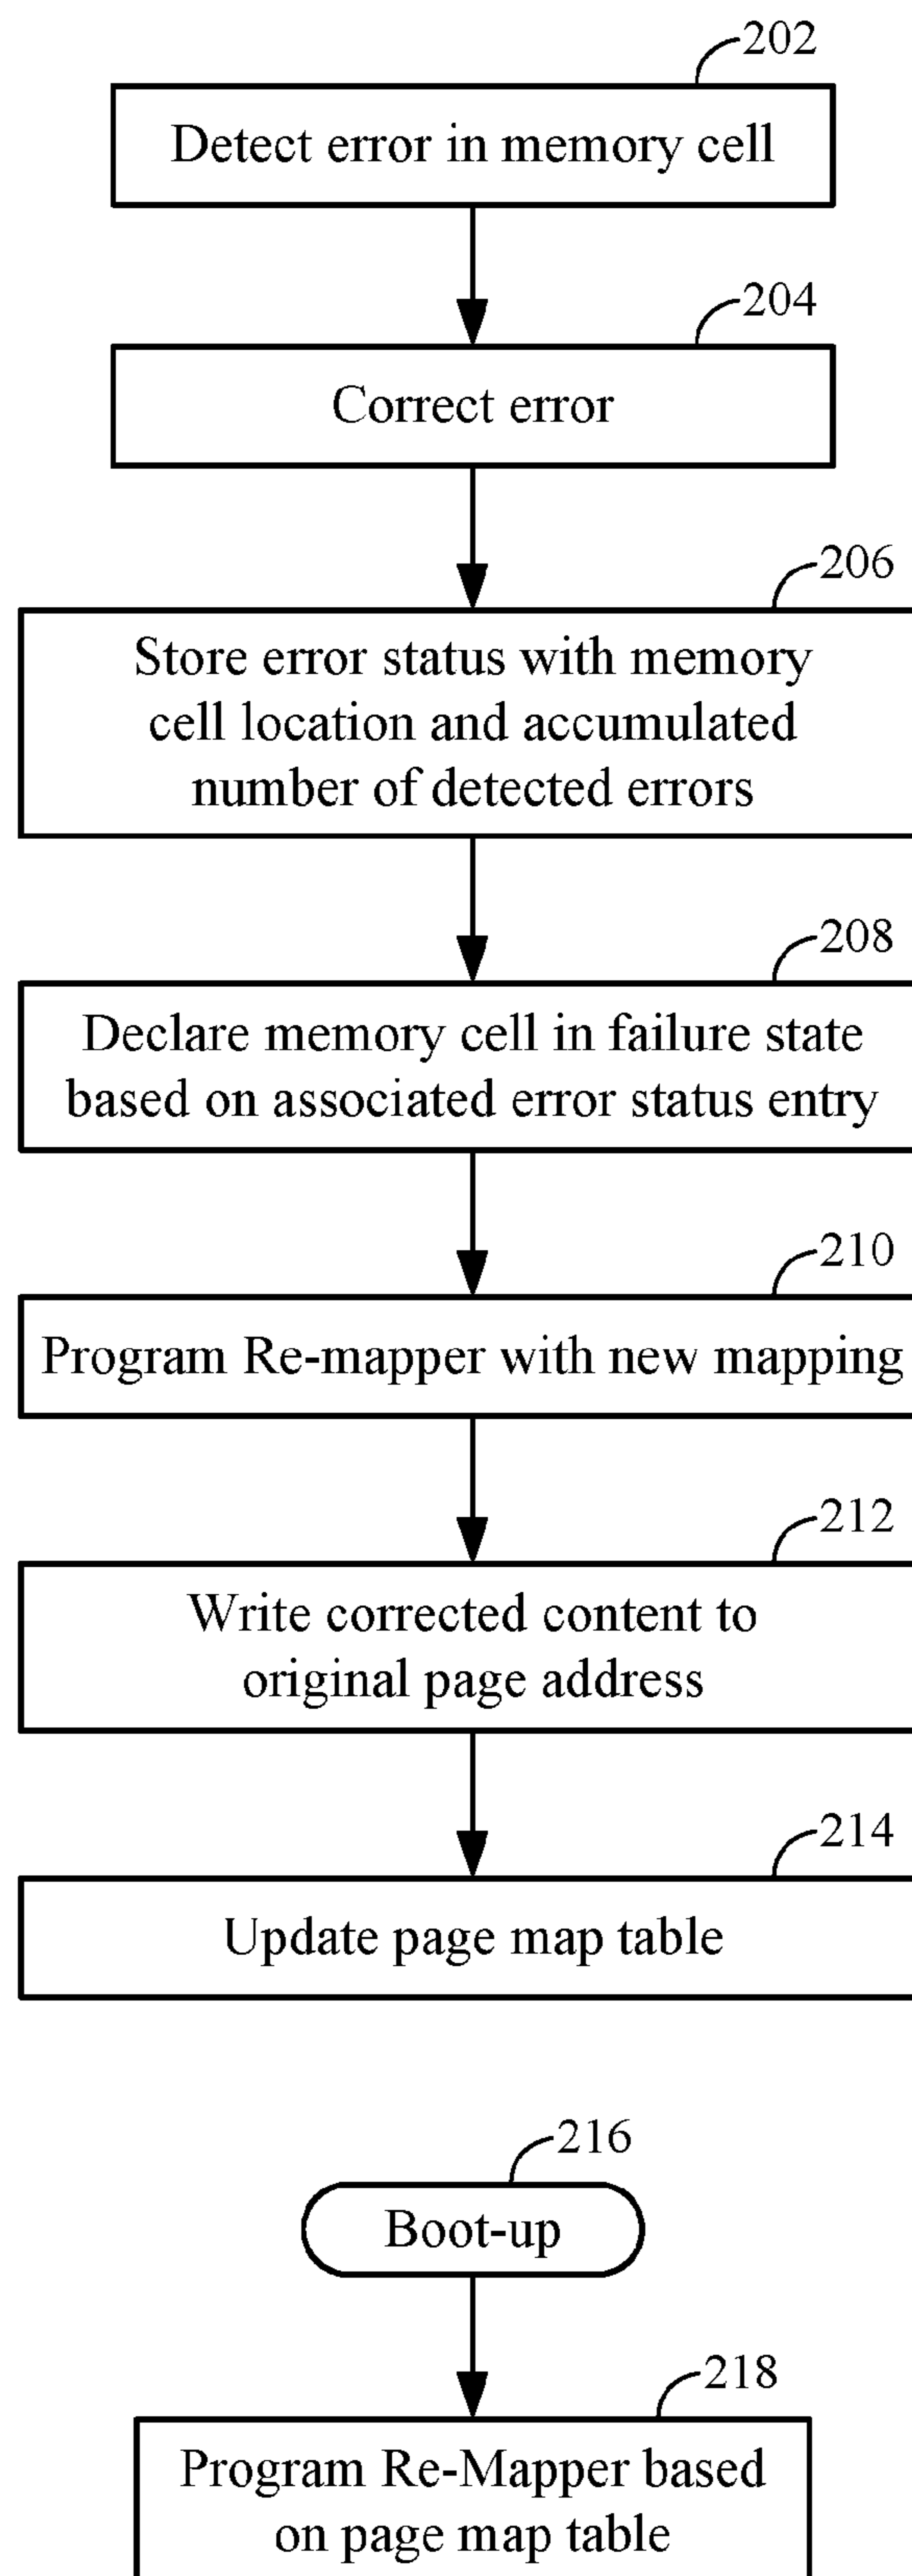 202
Detect error in memory cell
204
Correct error
206
Store error status with memory
cell location and accumulated
number of detected errors
208
Declare memory cell in failure state
based on associated error status entry
210
Program Re-mapper with new mapping
212
Write corrected content to
original page address
214
Update page map table
216
Boot-up
218
Program Re-Mapper based
on page map table